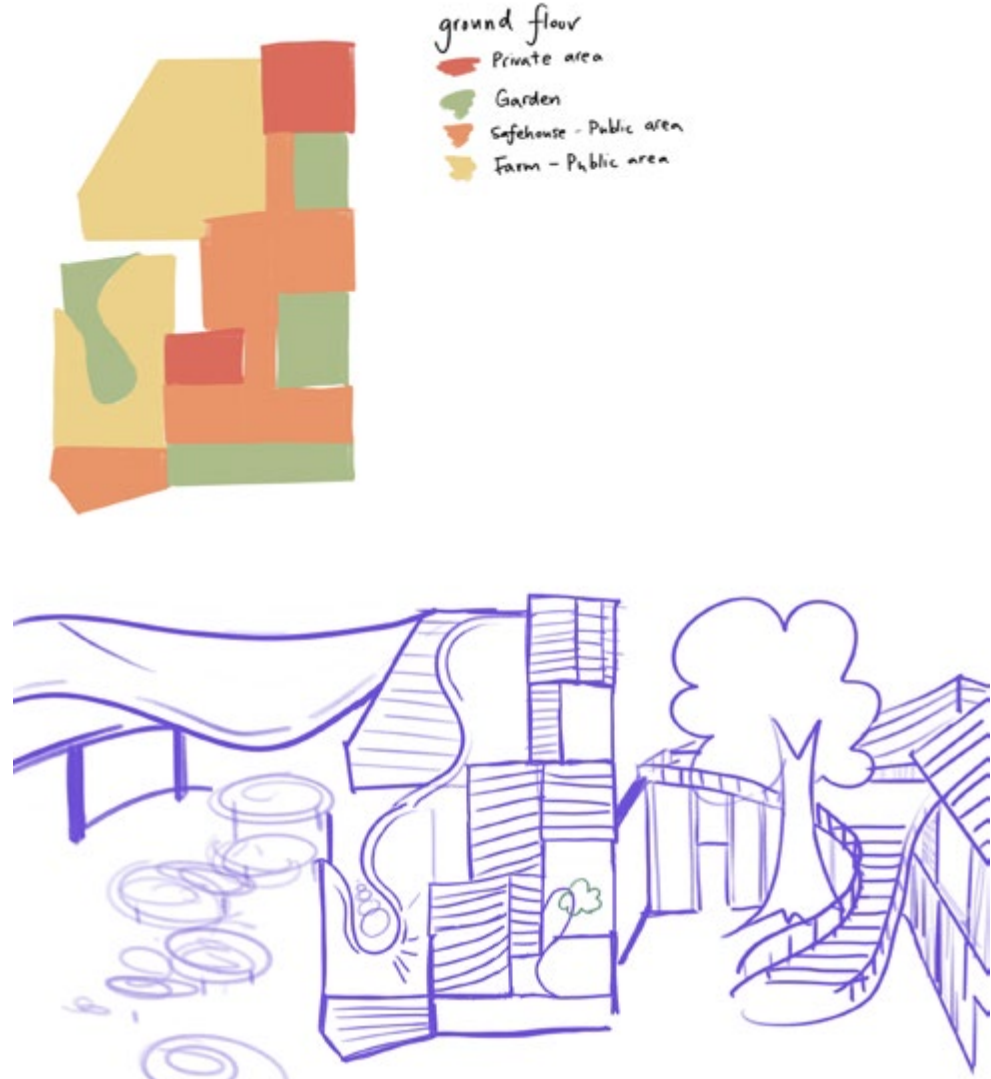 ground floor
Private area
Garden
Safehouse - Public area
Farm - Public area